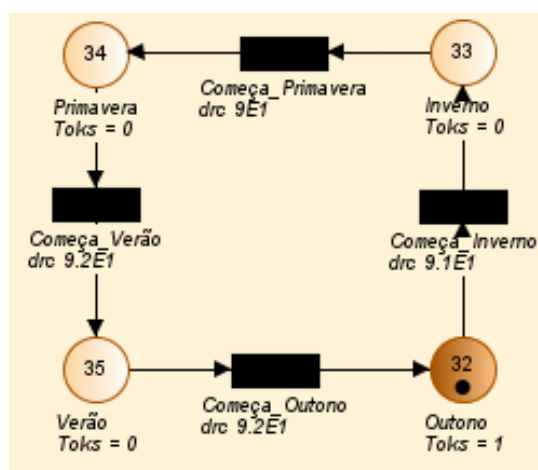 34
33
Começa_Primavera
drc 9E1
Primavera
Toks = 0
Inverno
Toks = 0
Começa_Verão
drc 9.2E1
Começa_Inverno
drc 9.1E1
35
32
Começa_Outono
drc 9.2E1
Verão
Toks = 0
Outono
Toks = 1